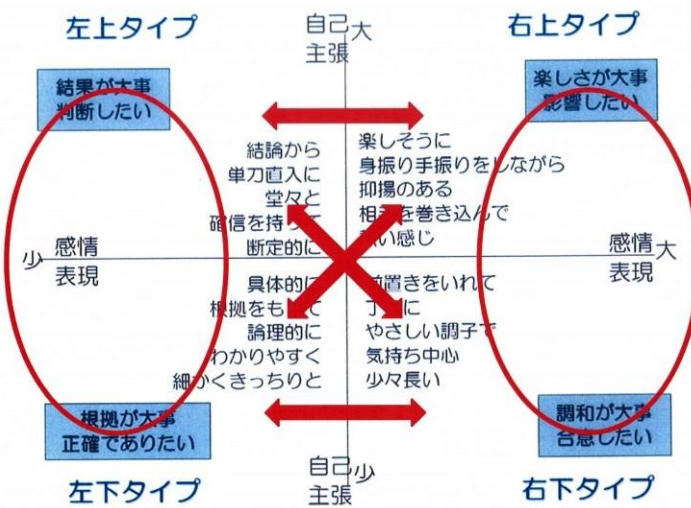 左上タイプ
自己大
主張
右上タイプ
結果が大事
判断したい
楽しさが大事
影響したい
結論から
単刀直入に
堂々と
確信を持って
断定的に
楽しそうに
身振り手振りをしながら
抑揚のある
相手を巻き込んで
感じ
少
感情
表現
感情
表現
大
具体的に
根拠をもって
論理的に
わかりやすく
細かくきっちりと
前置きをいれて
丁寧に
やさしい調子で
気持ち中心
少々長い
根拠が大事
正確でありたい
調和が大事
合意したい
左下タイプ
自己少
主張
右下タイプ